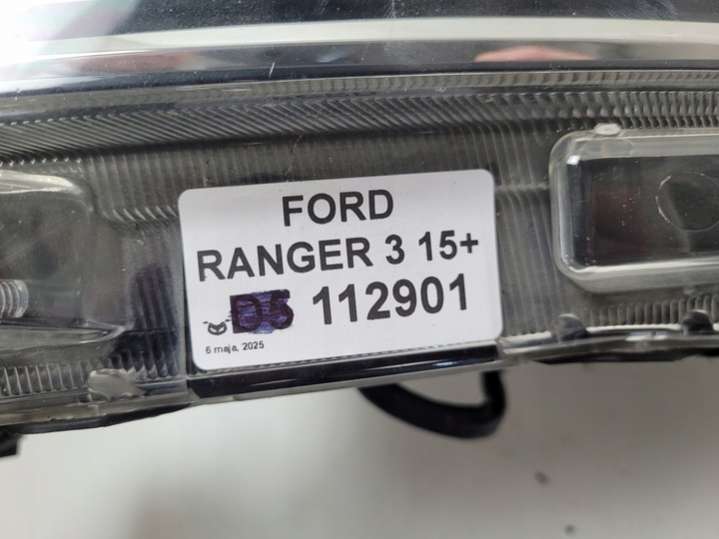 FORD
RANGER 3 15+
D5 112901
6 maja, 2025